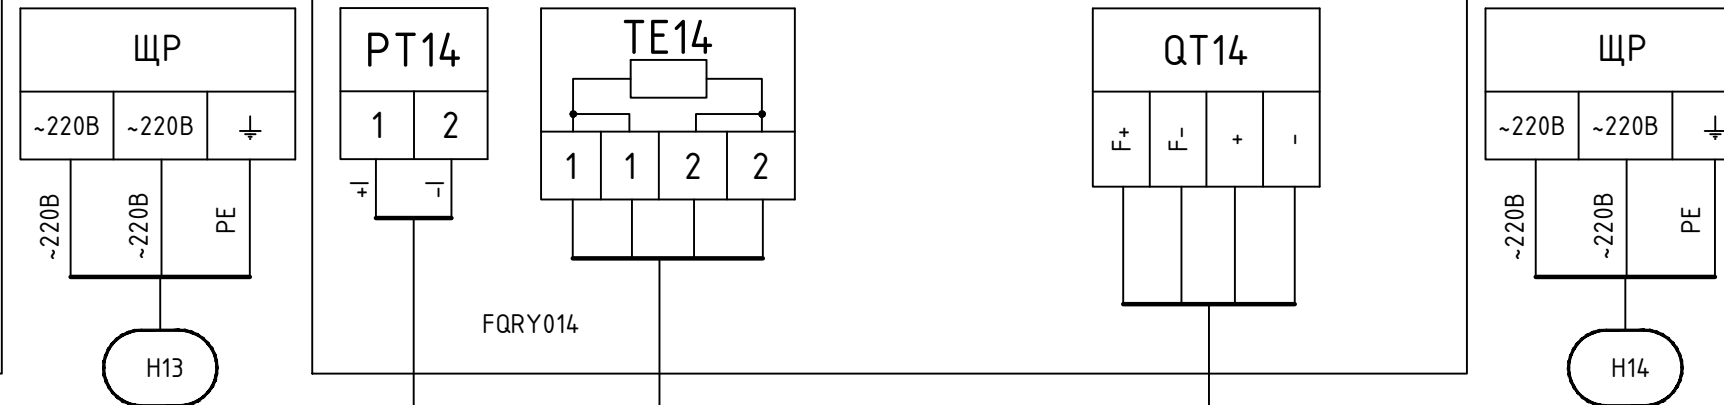 ЩР
~220В ~220В
~220В
~220В
PE
H13
PT14
1 2
+I
-I
TE14
1 1 2 2
FQRY014
QT14
F+ F- + -
ЩР
~220В ~220В
~220В
~220В
PE
H14